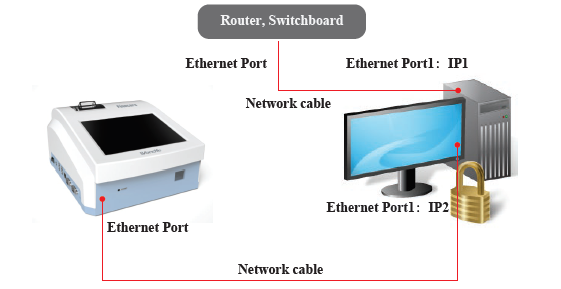 Router, Switchboard
Ethernet Port
Ethernet Port1：IP1
Network cable
Ethernet Port1：IP2
Ethernet Port
Network cable